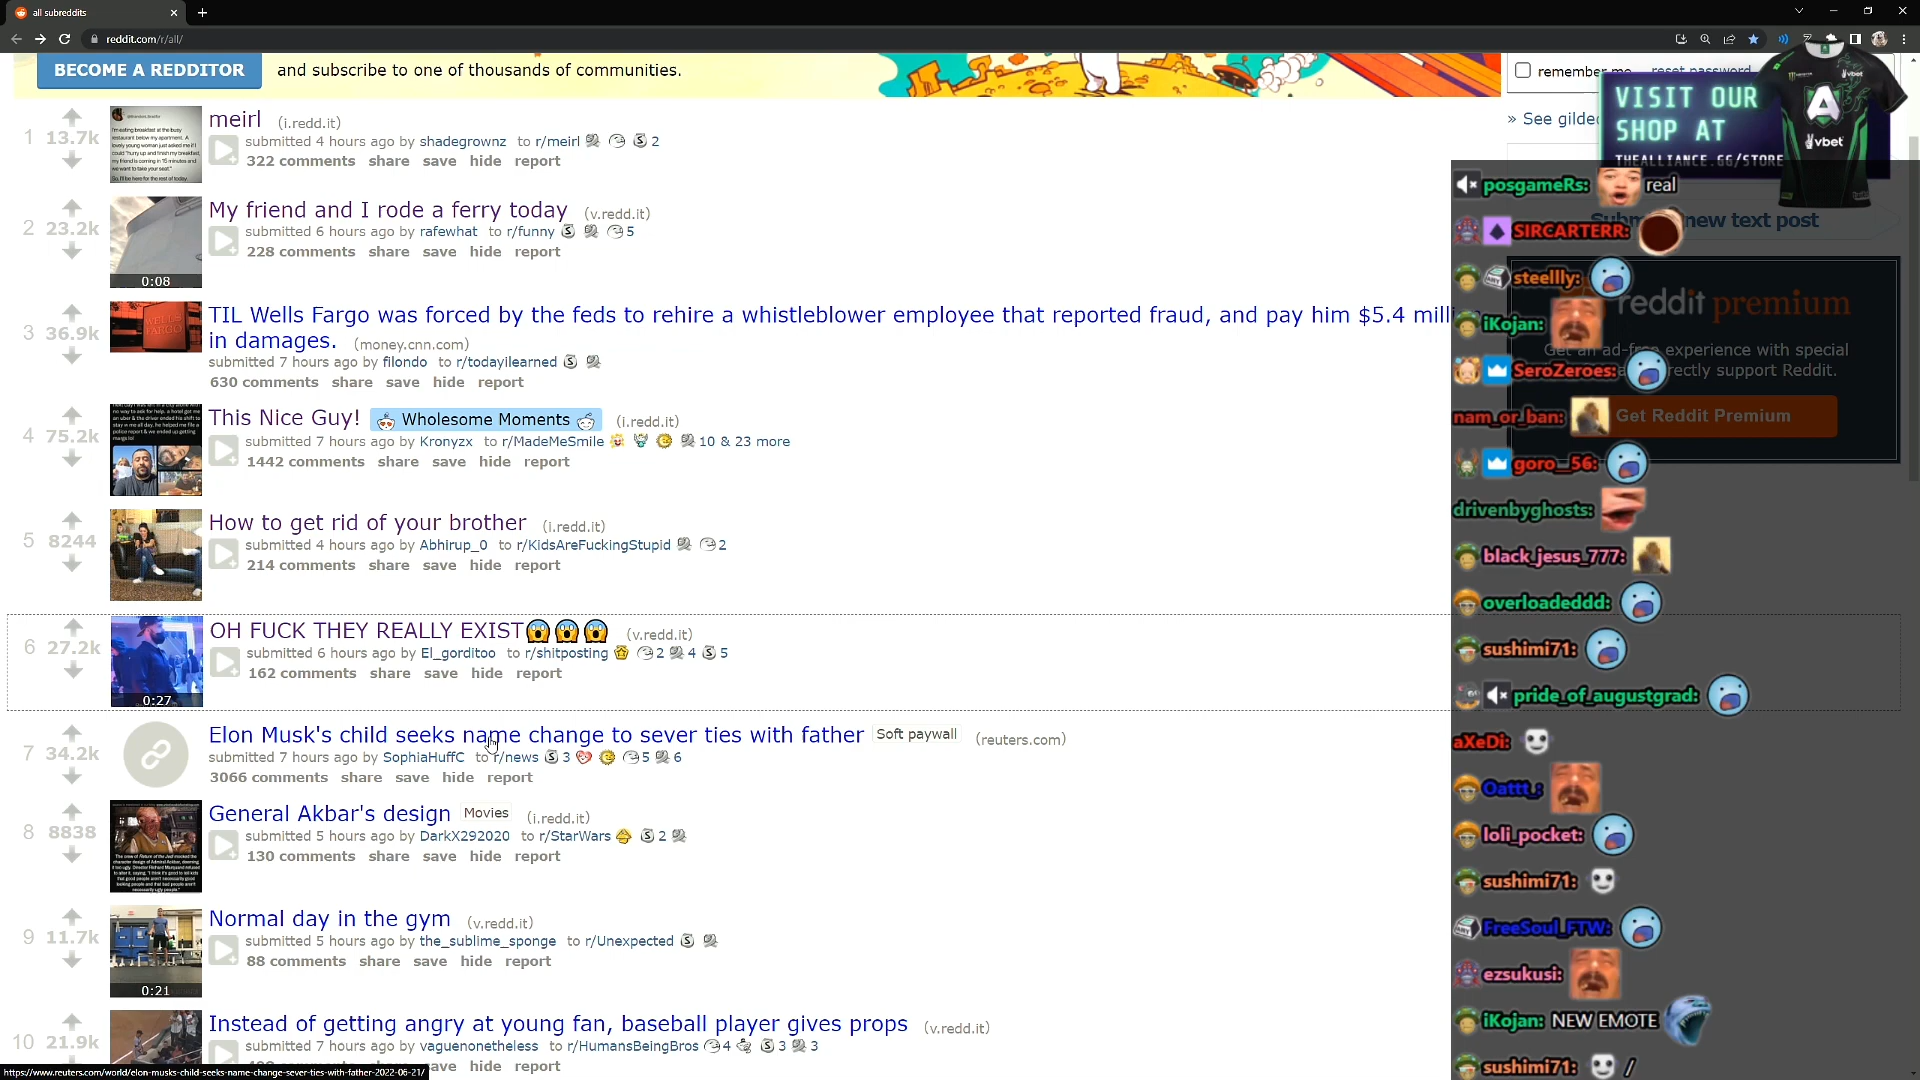 all subreddits
reddit.com/r/all/
BECOME A REDDITOR and subscribe to one of thousands of communities.
1 13.7k
meirl (i.redd.it)
submitted 4 hours ago by shadegrownz to r/meirl 2
322 comments share save hide report
2 23.2k
My friend and I rode a ferry today (v.redd.it)
submitted 6 hours ago by rafewhat to r/funny 5
228 comments share save hide report
0:08
3 36.9k
TIL Wells Fargo was forced by the feds to rehire a whistleblower employee that reported fraud, and pay him $5.4 milli
in damages. (money.cnn.com)
submitted 7 hours ago by filondo to r/todayilearned
630 comments share save hide report
WELLS
FARGO
4 75.2k
This Nice Guy! Wholesome Moments (i.redd.it)
submitted 7 hours ago by Kronyzx to r/MadeMeSmile 10 & 23 more
1442 comments share save hide report
5 8244
How to get rid of your brother (i.redd.it)
submitted 4 hours ago by Abhirup_0 to r/KidsAreFuckingStupid 2
214 comments share save hide report
6 27.2k
OH FUCK THEY REALLY EXIST😱😱😱 (v.redd.it)
submitted 6 hours ago by El_gorditoo to r/shitposting 2 4 5
162 comments share save hide report
0:27
7 34.2k
Elon Musk's child seeks name change to sever ties with father Soft paywall (reuters.com)
submitted 7 hours ago by SophiaHuffC to r/news 3 5 6
3066 comments share save hide report
8 8838
General Akbar's design Movies (i.redd.it)
submitted 5 hours ago by DarkX292020 to r/StarWars 2
130 comments share save hide report
9 11.7k
Normal day in the gym (v.redd.it)
submitted 5 hours ago by the_sublime_sponge to r/Unexpected
88 comments share save hide report
0:21
10 21.9k
Instead of getting angry at young fan, baseball player gives props (v.redd.it)
submitted 7 hours ago by vaguenonetheless to r/HumansBeingBros 4 3 3
comments share save hide report
https://www.reuters.com/world/elon-musks-child-seeks-name-change-sever-ties-with-father-2022-06-21/
remember me reset password
» See gilded
VISIT OUR
SHOP AT
THEALLIANCE.GG/STORE
vbet
Submit new text post
reddit premium
Get an ad-free experience with special
rectly support Reddit.
Get Reddit Premium
posgameRs: real
SIRCARTERR:
steellly:
iKojan:
SeroZeroes:
nam_or_ban:
goro__56:
drivenbyghosts:
black_jesus_777:
overloadeddd:
sushimi71:
pride_of_augustgrad:
aXeDi:
Oattt_:
loli_pocket:
sushimi71:
FreeSoul_FTW:
ezsukusi:
iKojan: NEW EMOTE
sushimi71: /